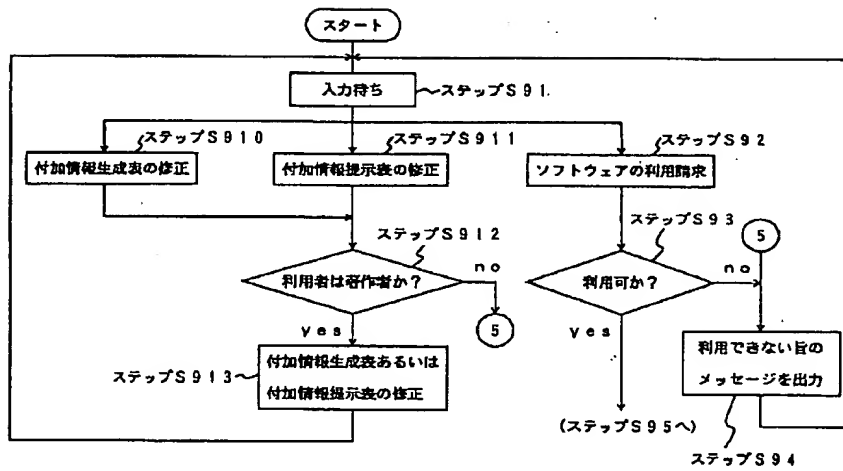 スタート
入力待ち
ステップS91.
ステップS910
ステップS911
ステップS92
付加情報生成表の修正
付加情報提示表の修正
ソフトウェアの利用請求
ステップS912
ステップS93
5
利用者は著作者か?
no
利用可か?
no
yes
5
yes
ステップS913
付加情報生成表あるいは
付加情報提示表の修正
利用できない旨の
メッセージを出力
(ステップS95へ)
ステップS94